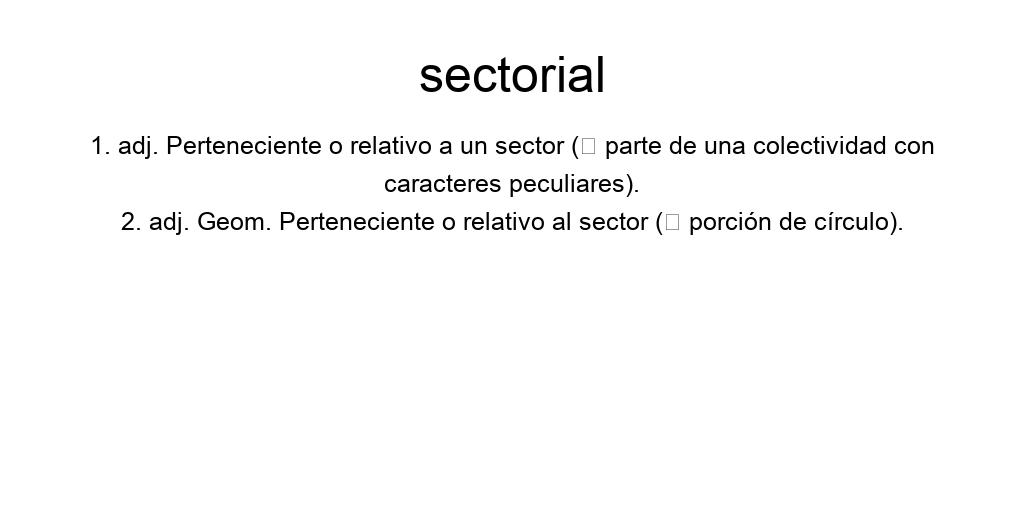 sectorial
1. adj. Perteneciente o relativo a un sector (□ parte de una colectividad con
caracteres peculiares).
2. adj. Geom. Perteneciente o relativo al sector (□ porción de círculo).